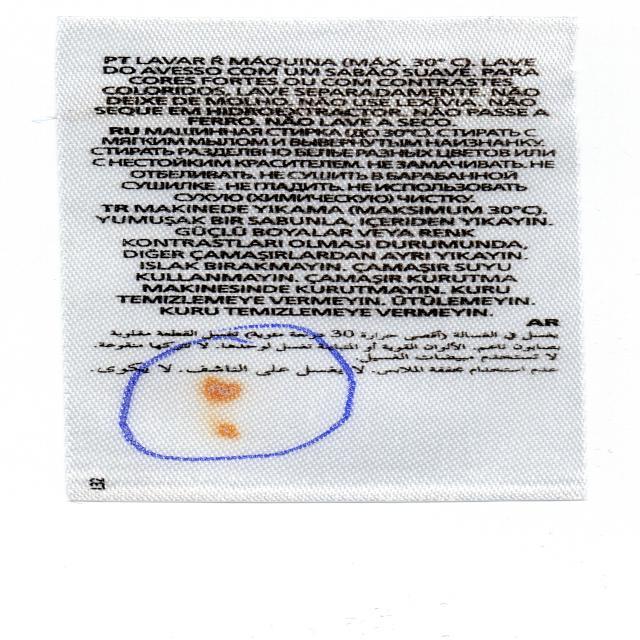 PT LAVAR Ŕ MÁQUINA (MÁX. 30° C). LAVE
DO AVESSO COM UM SABÃO SUAVE. PARA
CORES FORTES OU COM CONTRASTES
COLORIDOS, LAVE SEPARADAMENTE. NÃO
DEIXE DE MOLHO. NÃO USE LEXÍVIA. NÃO
SEQUE EM HIDROEXTRACTOR. NÃO PASSE A
FERRO. NÃO LAVE A SECO.
RU МАШИННАЯ СТИРКА (ДО 30°C). СТИРАТЬ С
МЯГКИМ МЫЛОМ И ВЫВЕРНУТЫМ НАИЗНАНКУ.
СТИРАТЬ РАЗДЕЛЬНО БЕЛЬЕ РАЗНЫХ ЦВЕТОВ ИЛИ
С НЕСТОЙКИМ КРАСИТЕЛЕМ. НЕ ЗАМАЧИВАТЬ. НЕ
ОТБЕЛИВАТЬ. НЕ СУШИТЬ В БАРАБАННОЙ
СУШИЛКЕ. НЕ ГЛАДИТЬ. НЕ ИСПОЛЬЗОВАТЬ
СУХУЮ (ХИМИЧЕСКУЮ) ЧИСТКУ.
TR MAKİNEDE YIKAMA (MAKSİMUM 30°C).
YUMUŞAK BİR SABUNLA, İÇERİDEN YIKAYIN.
GÜÇLÜ BOYALAR VEYA RENK
KONTRASTLARI OLMASI DURUMUNDA,
DİĞER ÇAMAŞIRLARDAN AYRI YIKAYIN.
ISLAK BIRAKMAYIN. ÇAMAŞIR SUYU
KULLANMAYIN. ÇAMAŞIR KURUTMA
MAKİNESİNDE KURUTMAYIN. KURU
TEMİZLEMEYE VERMEYİN. ÜTÜLEMEYİN.
KURU TEMİZLEMEYE VERMEYİN.
AR
يغسل في الغسالة (أقصى حرارة 30 درجة مئوية) تغسل القطعة مقلوبة
بصابون ناعم. الألوان القوية أو المتباينة تغسل لوحدها. لا تتركها منقوعة.
لا تستخدم مبيضات الغسيل.
عدم استخدام مجففة الملابس. لا يغسل على الناشف. لا يكوى.